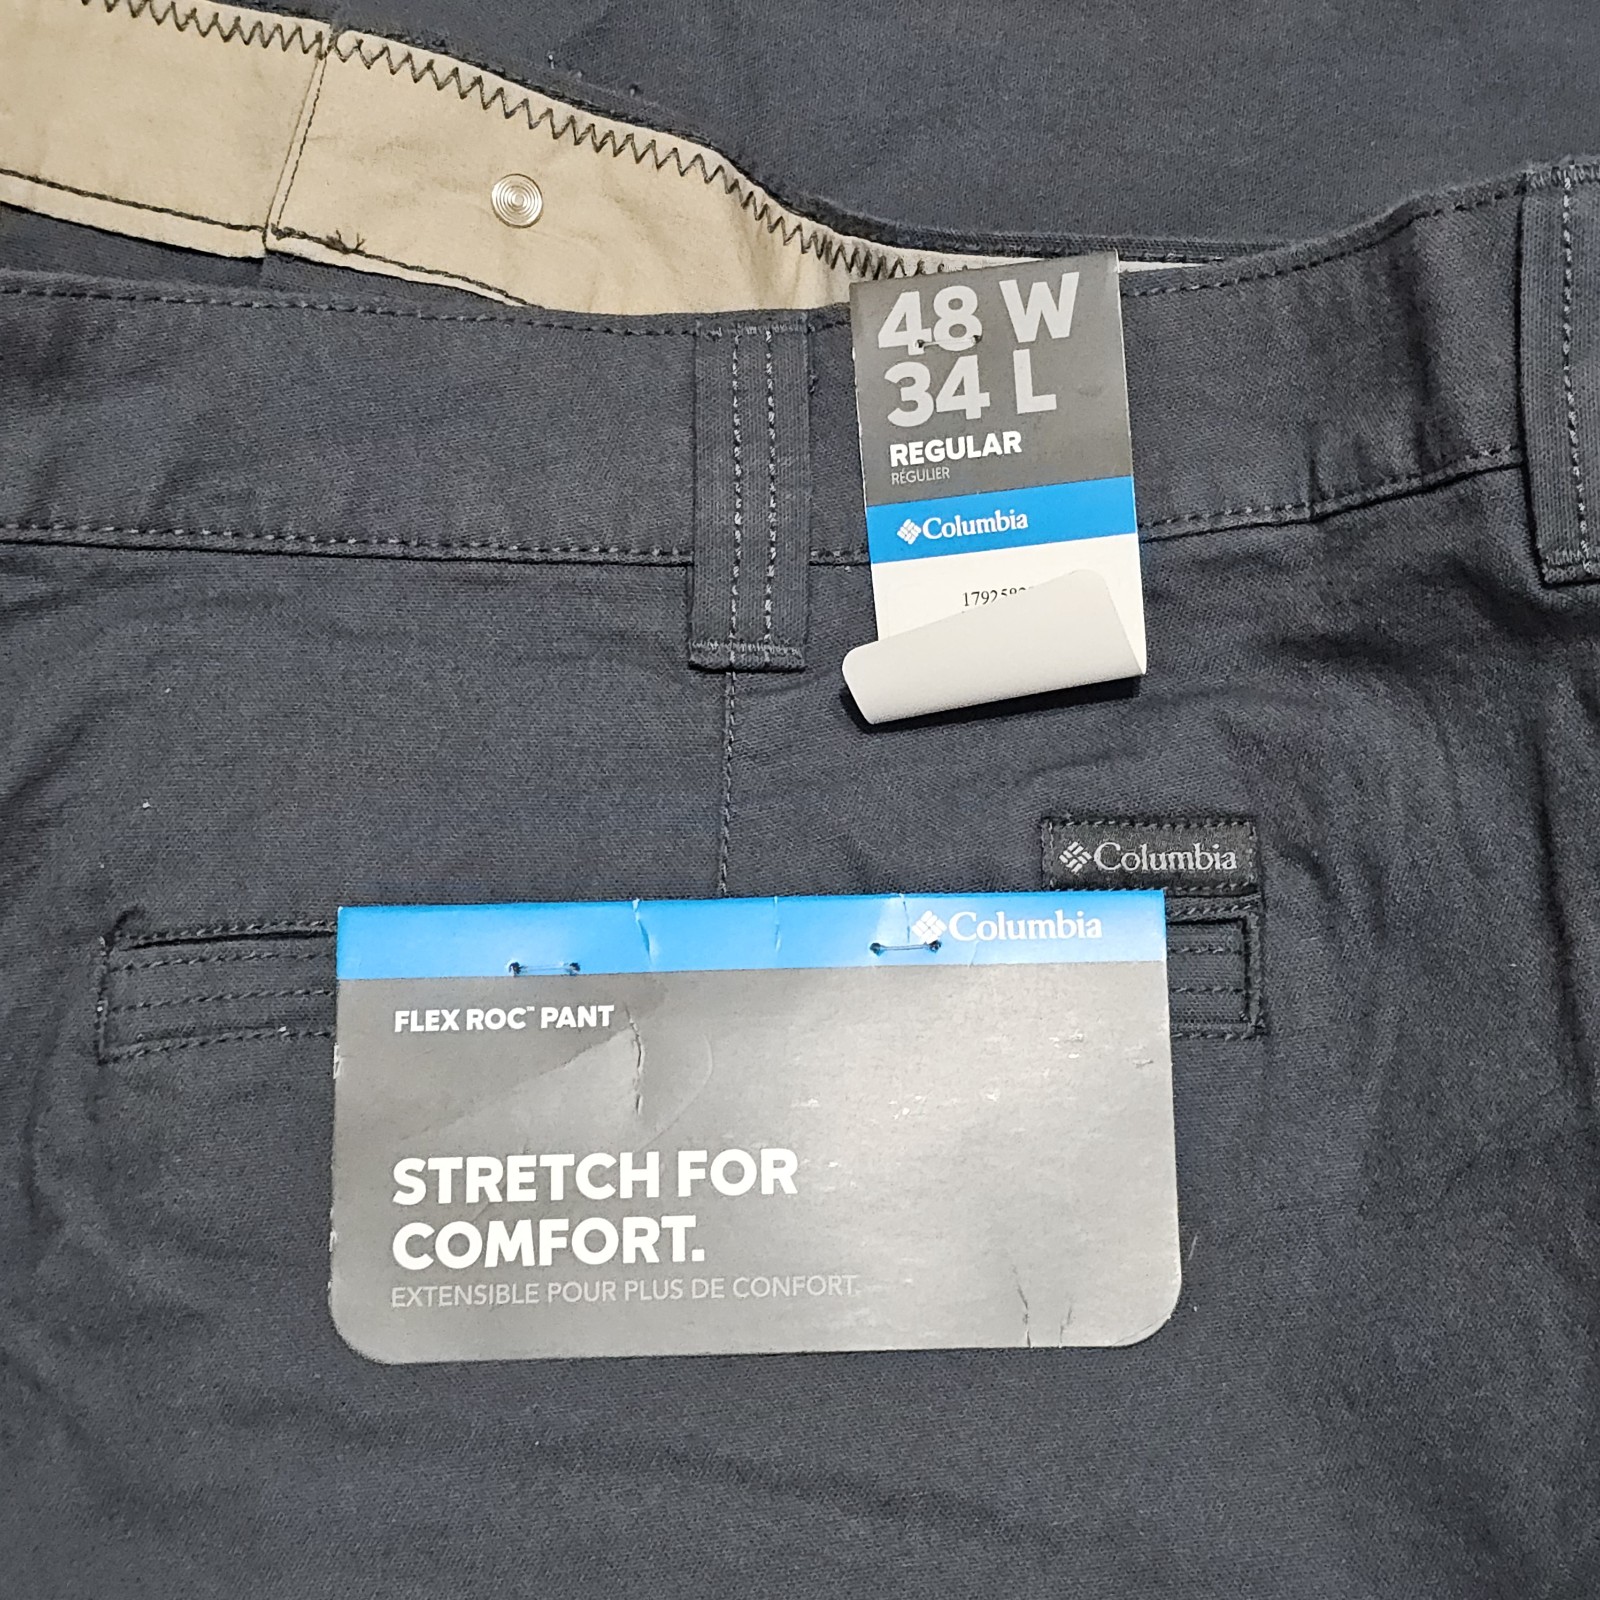 48 W
34 L
REGULAR
RÉGULIER
Columbia
Columbia
Columbia
FLEX ROC™ PANT
STRETCH FOR
COMFORT.
EXTENSIBLE POUR PLUS DE CONFORT.